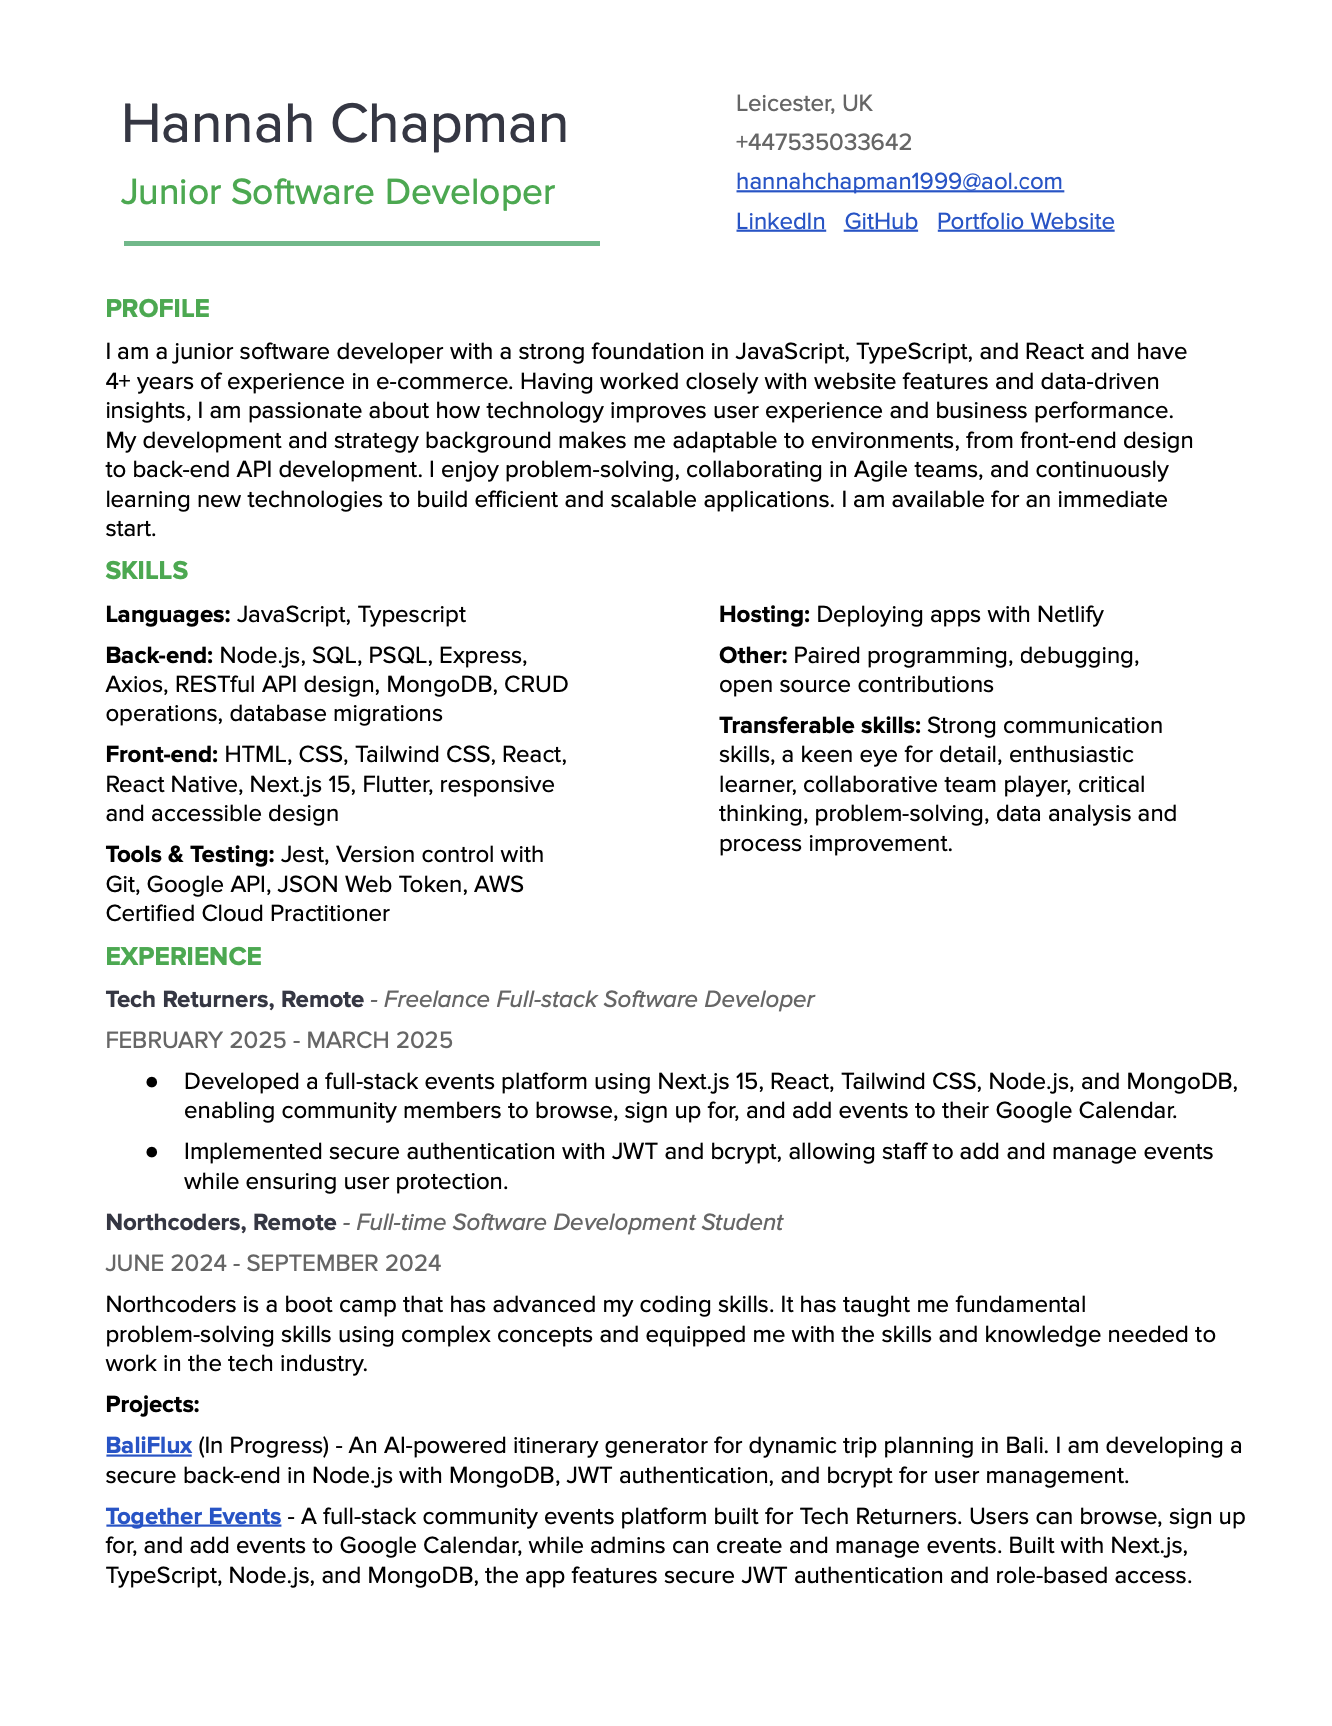 Hannah Chapman
Junior Software Developer
Leicester, UK
+447535033642
hannahchapman1999@aol.com
LinkedIn GitHub Portfolio Website
PROFILE
I am a junior software developer with a strong foundation in JavaScript, TypeScript, and React and have
4+ years of experience in e-commerce. Having worked closely with website features and data-driven
insights, I am passionate about how technology improves user experience and business performance.
My development and strategy background makes me adaptable to environments, from front-end design
to back-end API development. I enjoy problem-solving, collaborating in Agile teams, and continuously
learning new technologies to build efficient and scalable applications. I am available for an immediate
start.
SKILLS
Languages: JavaScript, Typescript
Back-end: Node.js, SQL, PSQL, Express,
Axios, RESTful API design, MongoDB, CRUD
operations, database migrations
Front-end: HTML, CSS, Tailwind CSS, React,
React Native, Next.js 15, Flutter, responsive
and accessible design
Tools & Testing: Jest, Version control with
Git, Google API, JSON Web Token, AWS
Certified Cloud Practitioner
Hosting: Deploying apps with Netlify
Other: Paired programming, debugging,
open source contributions
Transferable skills: Strong communication
skills, a keen eye for detail, enthusiastic
learner, collaborative team player, critical
thinking, problem-solving, data analysis and
process improvement.
EXPERIENCE
Tech Returners, Remote - Freelance Full-stack Software Developer
FEBRUARY 2025 - MARCH 2025
● Developed a full-stack events platform using Next.js 15, React, Tailwind CSS, Node.js, and MongoDB,
enabling community members to browse, sign up for, and add events to their Google Calendar.
● Implemented secure authentication with JWT and bcrypt, allowing staff to add and manage events
while ensuring user protection.
Northcoders, Remote - Full-time Software Development Student
JUNE 2024 - SEPTEMBER 2024
Northcoders is a boot camp that has advanced my coding skills. It has taught me fundamental
problem-solving skills using complex concepts and equipped me with the skills and knowledge needed to
work in the tech industry.
Projects:
BaliFlux (In Progress) - An AI-powered itinerary generator for dynamic trip planning in Bali. I am developing a
secure back-end in Node.js with MongoDB, JWT authentication, and bcrypt for user management.
Together Events - A full-stack community events platform built for Tech Returners. Users can browse, sign up
for, and add events to Google Calendar, while admins can create and manage events. Built with Next.js,
TypeScript, Node.js, and MongoDB, the app features secure JWT authentication and role-based access.